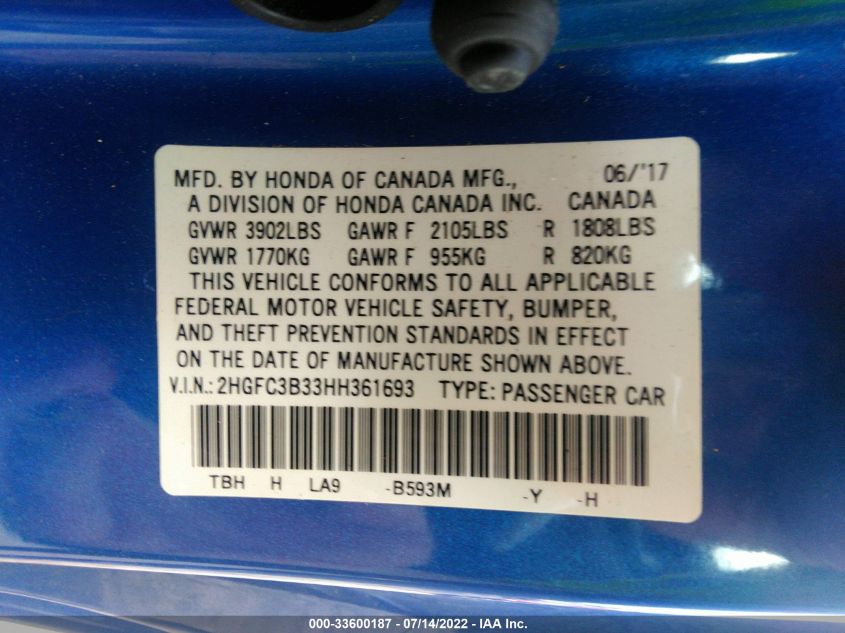 MFD. BY HONDA OF CANADA MFG., 06/'17
A DIVISION OF HONDA CANADA INC. CANADA
GVWR 3902LBS GAWR F 2105LBS R 1808LBS
GVWR 1770KG GAWR F 955KG R 820KG
THIS VEHICLE CONFORMS TO ALL APPLICABLE
FEDERAL MOTOR VEHICLE SAFETY, BUMPER,
AND THEFT PREVENTION STANDARDS IN EFFECT
ON THE DATE OF MANUFACTURE SHOWN ABOVE.
V.I.N.: 2HGFC3B33HH361693 TYPE: PASSENGER CAR
TBH H LA9 -B593M -Y -H
000-33600187 - 07/14/2022 - IAA Inc.